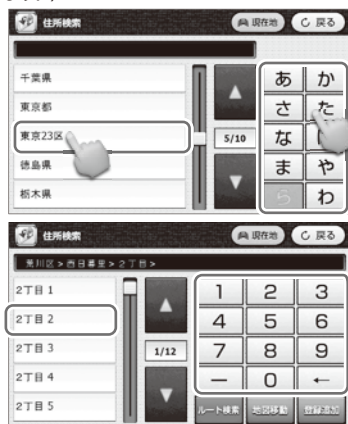 住所検索 現在地 戻る
千葉県
東京都
東京23区
徳島県
栃木県
5/10
あ か
さ た
な
ま や
ら わ
住所検索 現在地 戻る
荒川区>西日暮里>2丁目>
2丁目 1
2丁目 2
2丁目 3
2丁目 4
2丁目 5
1/12
1 2 3
4 5 6
7 8 9
- 0 ←
ルート検索 地図移動 登録追加